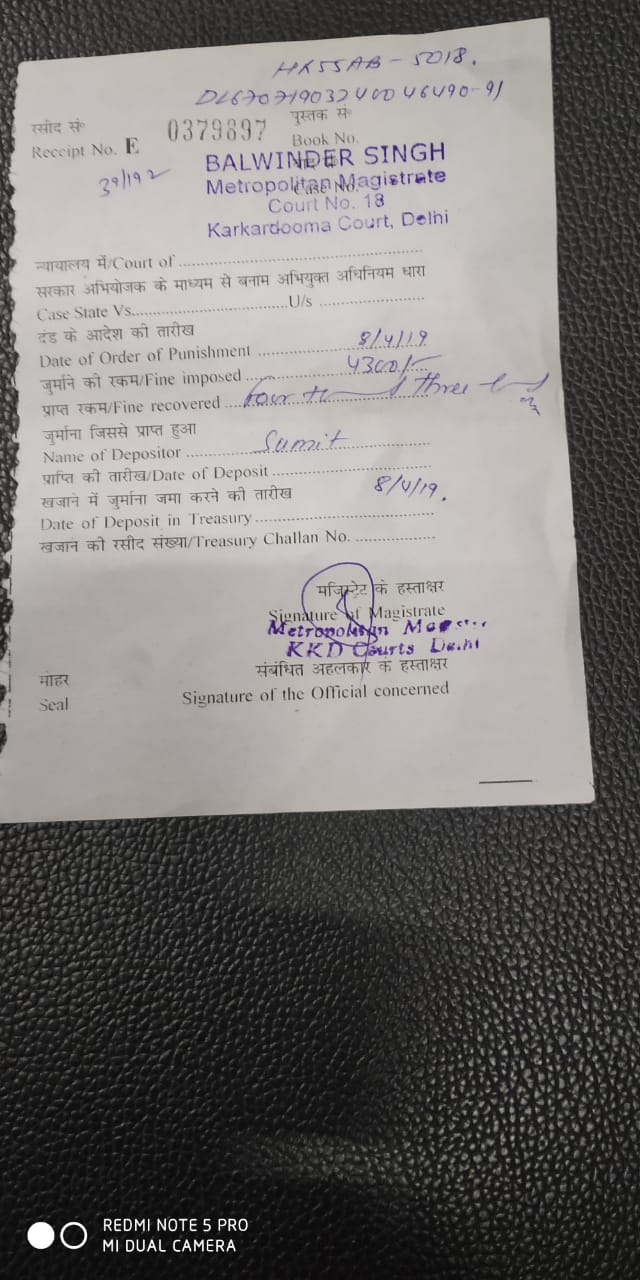 HR55AB-5018.
DL67071903240046490-91
रसीद सं॰ पुस्तक सं॰
Receipt No. E 0379897 Book No.
39/192
BALWINDER SINGH
Metropolitan Magistrate
Case No.
Court No. 18
Karkardooma Court, Delhi
न्यायालय में/Court of
सरकार अभियोजक के माध्यम से बनाम अभियुक्त अधिनियम धारा
Case State Vs. U/s
दंड के आदेश की तारीख
Date of Order of Punishment 8/4/19
जुर्माने की रकम/Fine imposed 4300/-
प्राप्त रकम/Fine recovered four three
जुर्माना जिससे प्राप्त हुआ
Name of Depositor Sumit
प्राप्ति की तारीख/Date of Deposit
खजाने में जुर्माना जमा करने की तारीख 8/4/19.
Date of Deposit in Treasury
खजाने की रसीद संख्या/Treasury Challan No.
मजिस्ट्रेट के हस्ताक्षर
Signature of Magistrate
Metropolitan
KKD Courts Delhi
संबंधित अहलकार के हस्ताक्षर
मोहर
Seal Signature of the Official concerned
REDMI NOTE 5 PRO
MI DUAL CAMERA